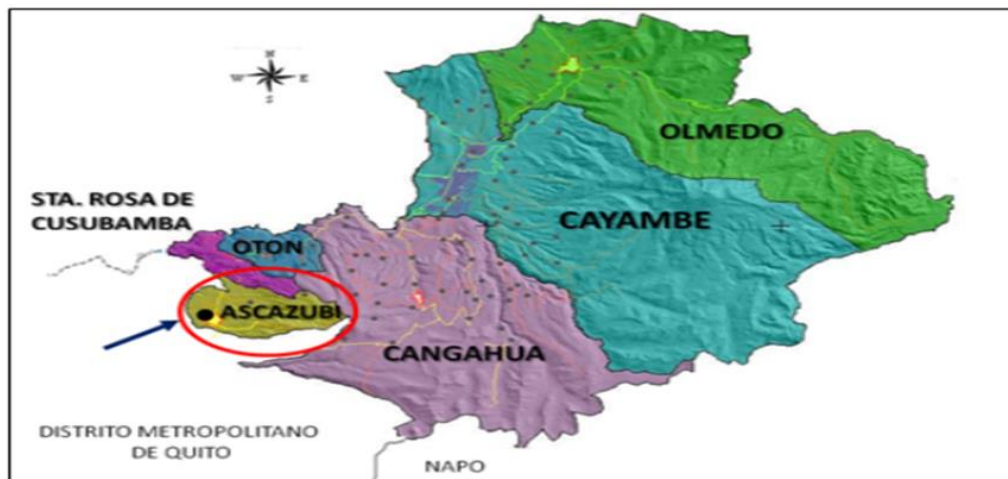 N
W E
S
OLMEDO
STA. ROSA DE
CUSUBAMBA
CAYAMBE
OTON
ASCAZUBI
CANGAHUA
DISTRITO METROPOLITANO
DE QUITO
NAPO